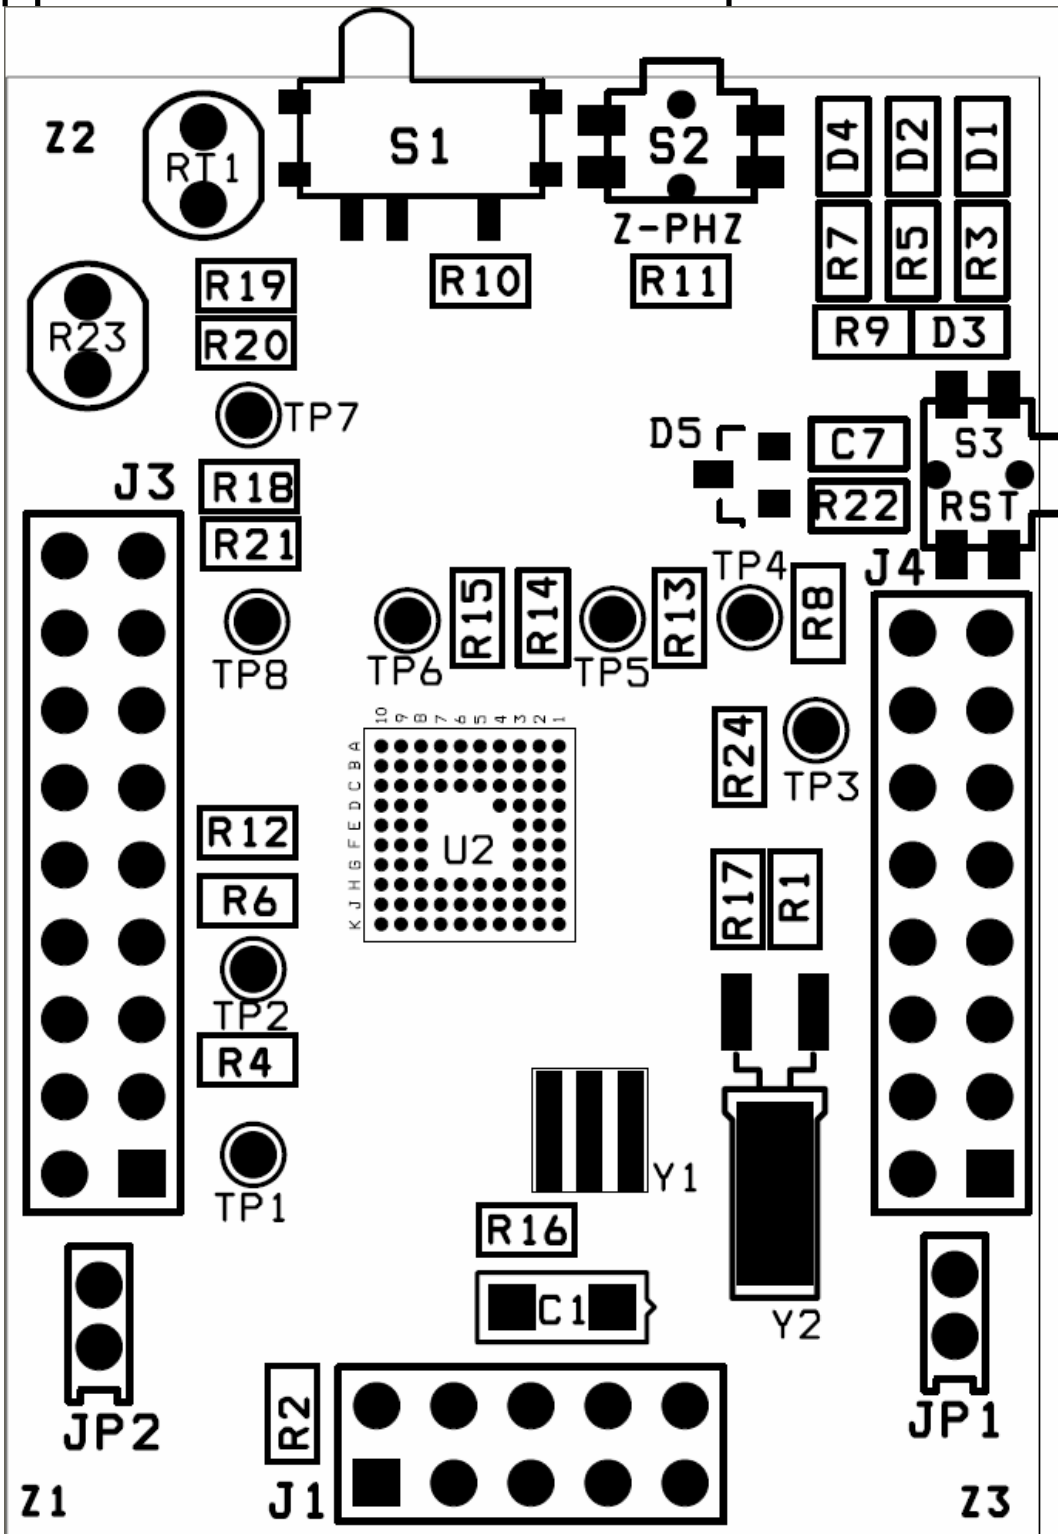 Z2
RT1
S1
S2
Z-PHZ
D4
D2
D1
R7
R5
R3
R19
R10
R11
R23
R20
R9
D3
TP7
D5
C7
S3
J3
R18
R22
RST
R21
TP4
J4
R15
R14
R13
R8
TP8
TP6
TP5
10 9 8 7 6 5 4 3 2 1
A
B
C
D
E
F
G
H
J
K
U2
R24
TP3
R12
R6
R17
R1
TP2
R4
TP1
Y1
R16
C1
Y2
JP2
R2
JP1
Z1
J1
Z3